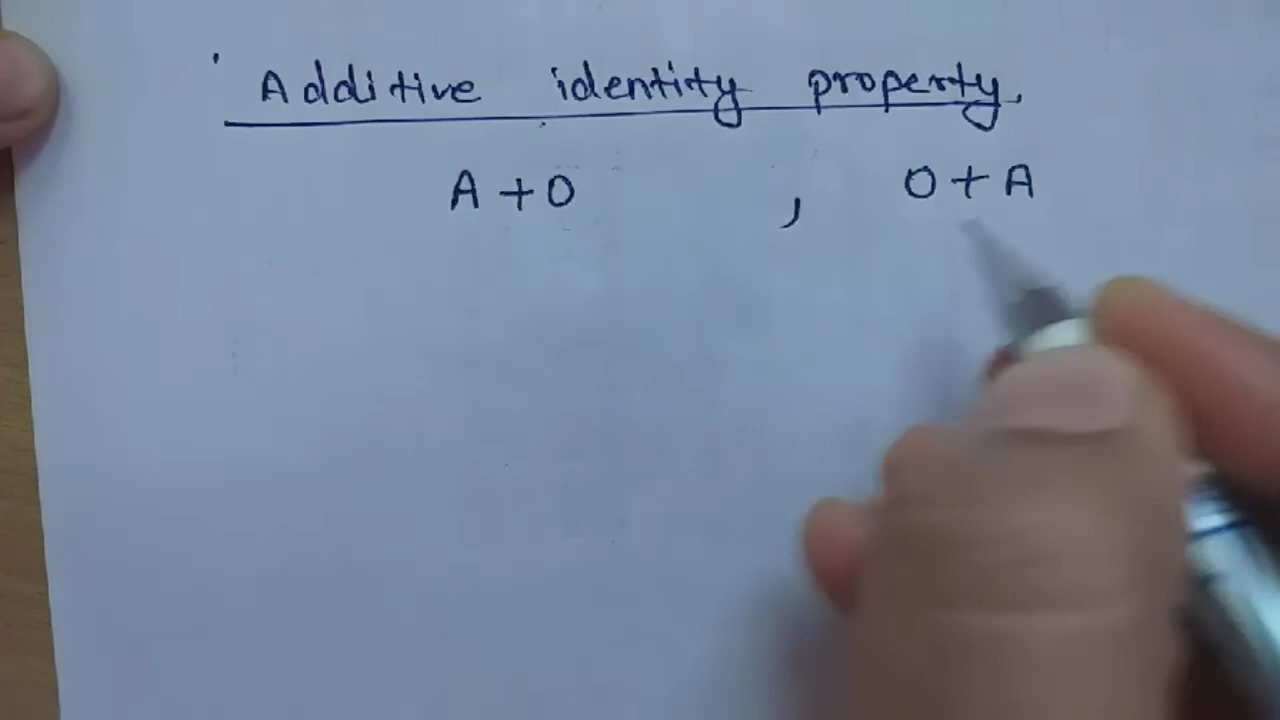 Additive identity property.
A + 0 , 0 + A